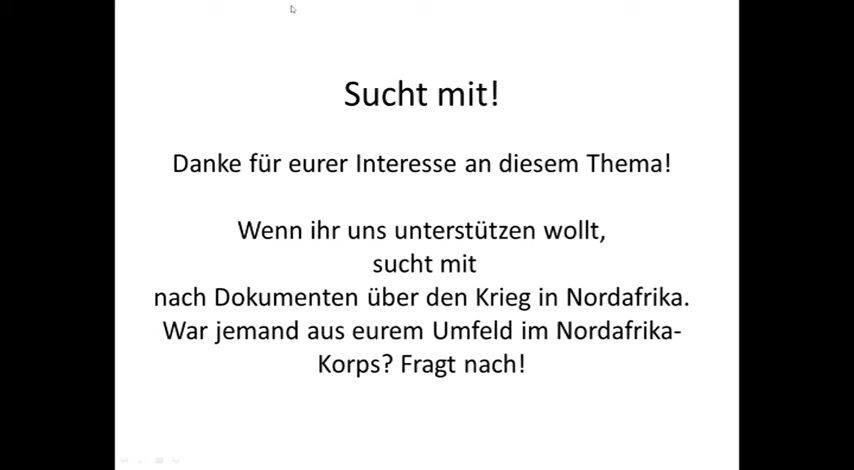 Sucht mit!
Danke für eurer Interesse an diesem Thema!
Wenn ihr uns unterstützen wollt,
sucht mit
nach Dokumenten über den Krieg in Nordafrika.
War jemand aus eurem Umfeld im Nordafrika-
Korps? Fragt nach!